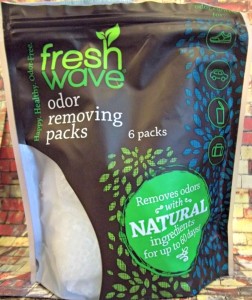 fresh
wave
Happy. Healthy. Odor-Free.
odor
removing
packs
6 packs
Removes odors
with
NATURAL
ingredients
for up to 60 days!